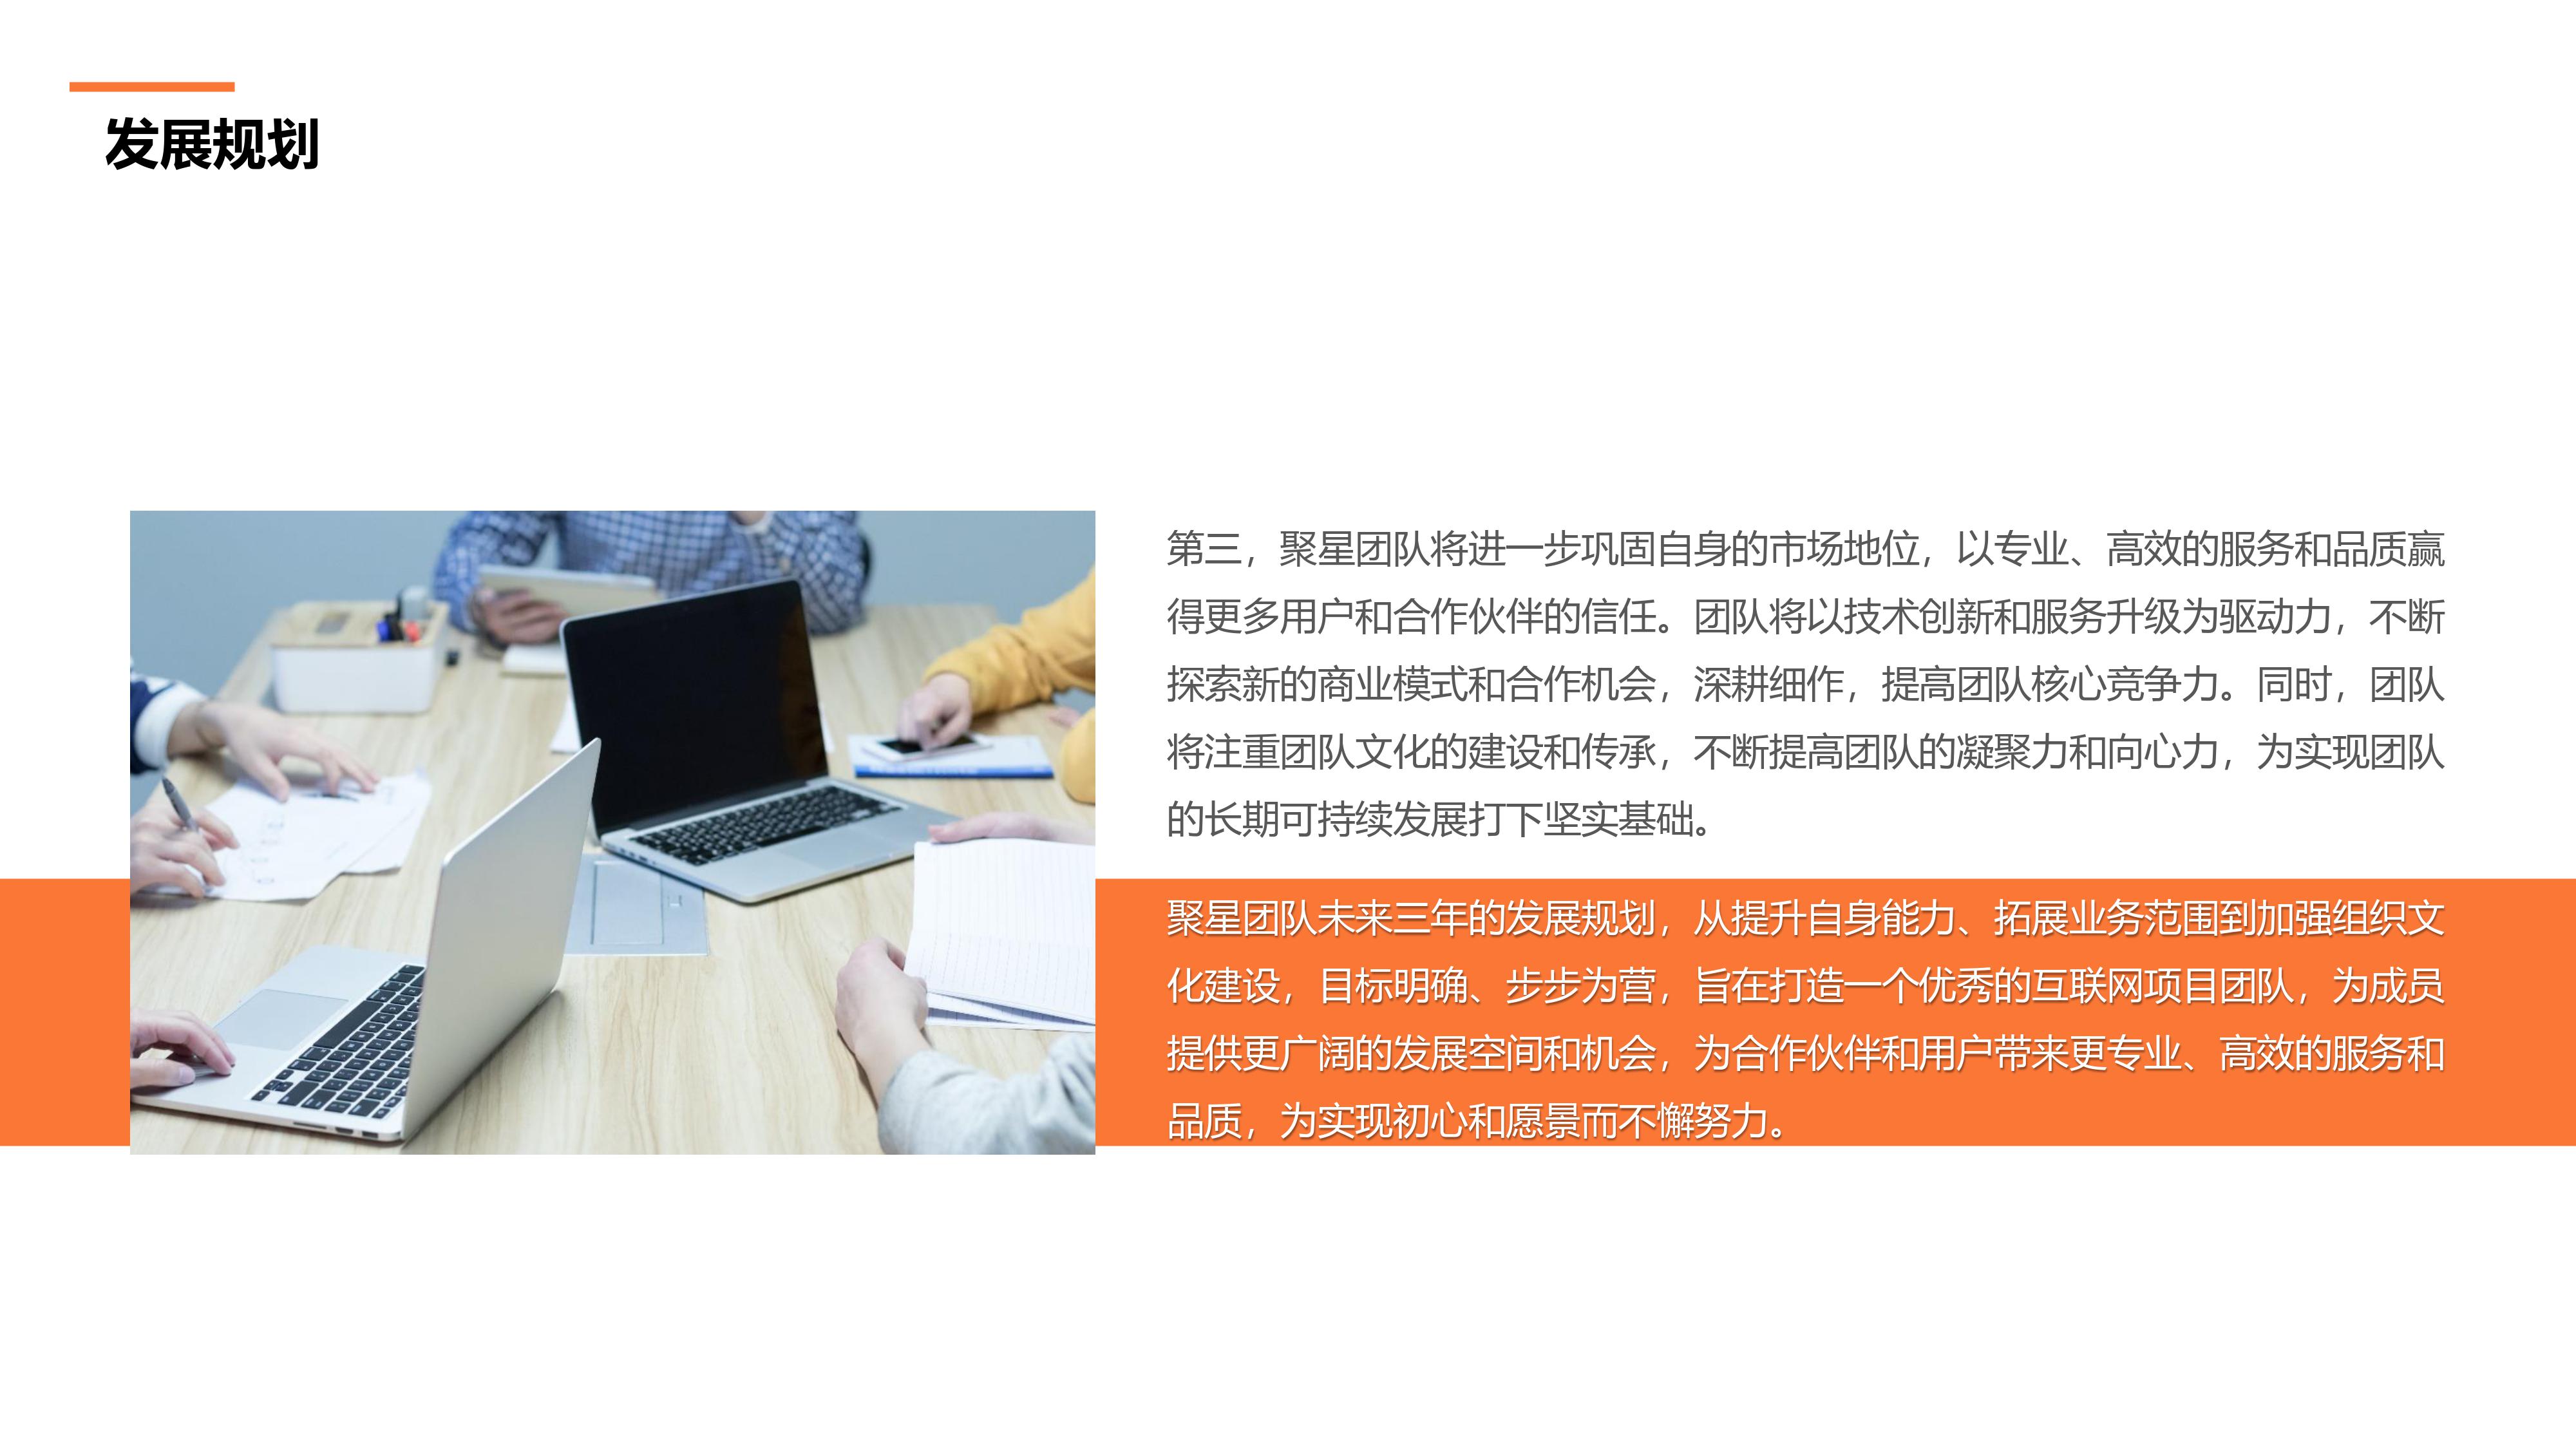 发展规划
第三，聚星团队将进一步巩固自身的市场地位，以专业、高效的服务和品质赢
得更多用户和合作伙伴的信任。团队将以技术创新和服务升级为驱动力，不断
探索新的商业模式和合作机会，深耕细作，提高团队核心竞争力。同时，团队
将注重团队文化的建设和传承，不断提高团队的凝聚力和向心力，为实现团队
的长期可持续发展打下坚实基础。
聚星团队未来三年的发展规划，从提升自身能力、拓展业务范围到加强组织文
化建设，目标明确、步步为营，旨在打造一个优秀的互联网项目团队，为成员
提供更广阔的发展空间和机会，为合作伙伴和用户带来更专业、高效的服务和
品质，为实现初心和愿景而不懈努力。